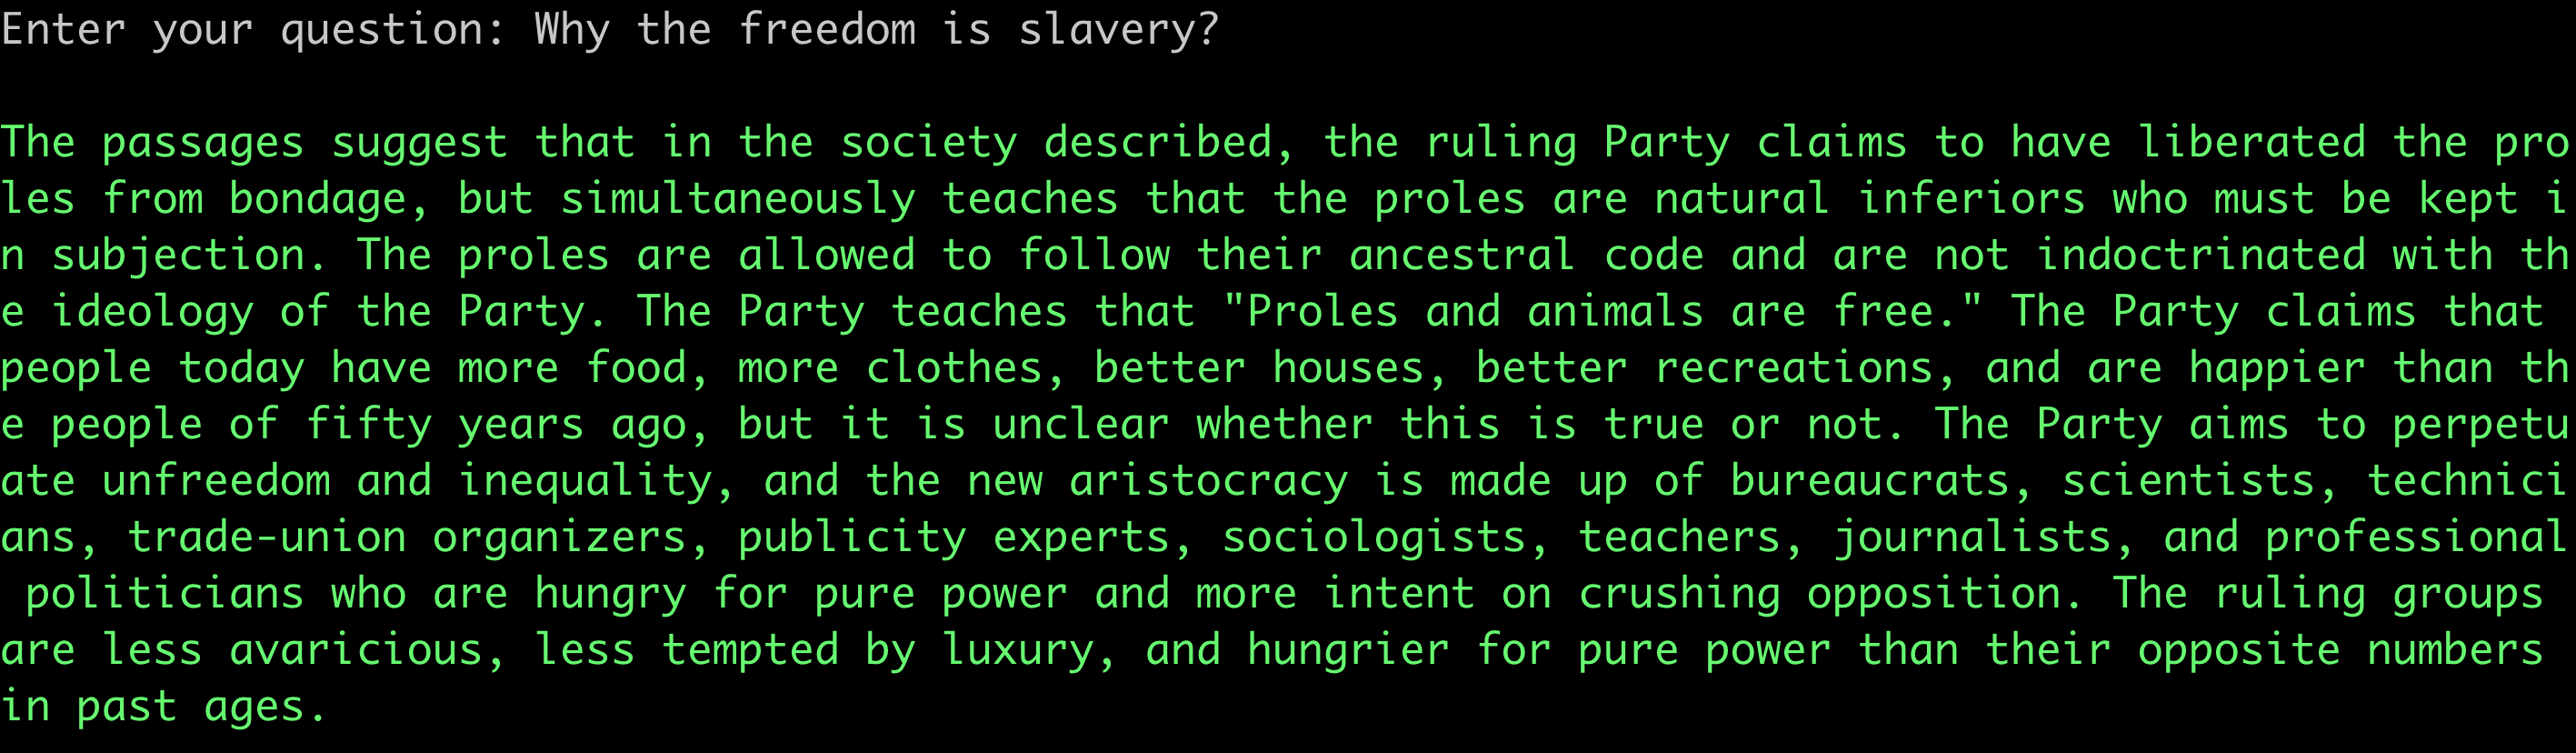 Enter your question: Why the freedom is slavery?
The passages suggest that in the society described, the ruling Party claims to have liberated the pro
les from bondage, but simultaneously teaches that the proles are natural inferiors who must be kept i
n subjection. The proles are allowed to follow their ancestral code and are not indoctrinated with th
e ideology of the Party. The Party teaches that "Proles and animals are free." The Party claims that
people today have more food, more clothes, better houses, better recreations, and are happier than th
e people of fifty years ago, but it is unclear whether this is true or not. The Party aims to perpetu
ate unfreedom and inequality, and the new aristocracy is made up of bureaucrats, scientists, technici
ans, trade-union organizers, publicity experts, sociologists, teachers, journalists, and professional
politicians who are hungry for pure power and more intent on crushing opposition. The ruling groups
are less avaricious, less tempted by luxury, and hungrier for pure power than their opposite numbers
in past ages.